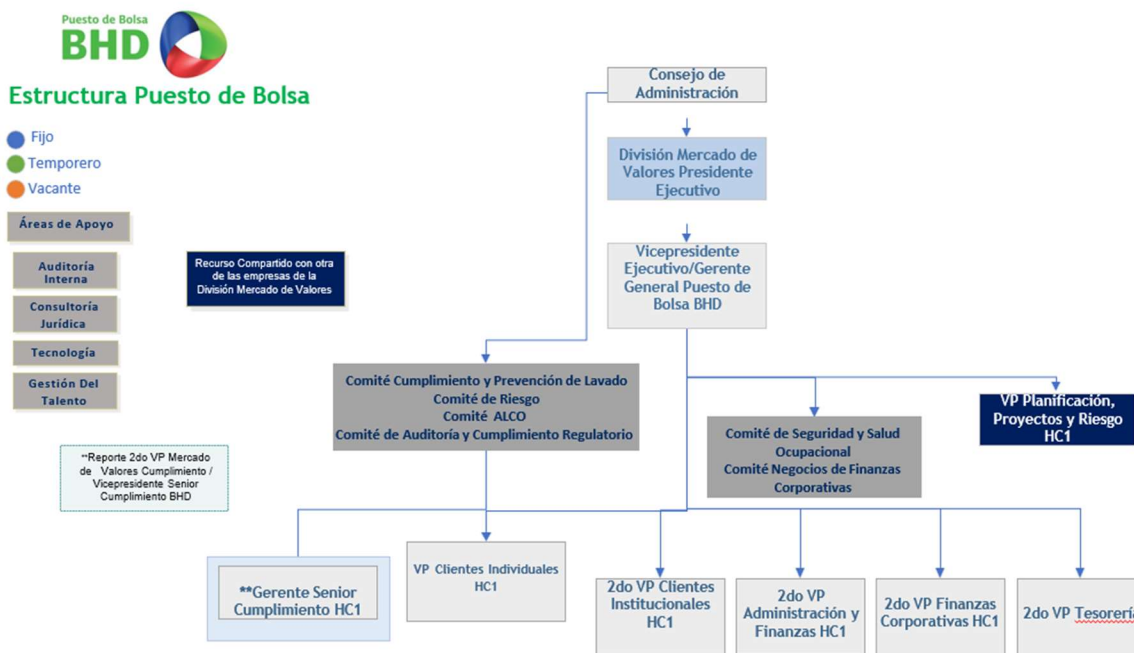 Puesto de Bolsa
BHD
Estructura Puesto de Bolsa
Fijo
Temporero
Vacante
Áreas de Apoyo
Auditoría
Interna
Consultoría
Jurídica
Tecnología
Gestión Del
Talento
Recurso Compartido con otra
de las empresas de la
División Mercado de Valores
**Reporte 2do VP Mercado
de Valores Cumplimiento /
Vicepresidente Senior
Cumplimiento BHD
Consejo de
Administración
División Mercado de
Valores Presidente
Ejecutivo
Vicepresidente
Ejecutivo/Gerente
General Puesto de
Bolsa BHD
Comité Cumplimiento y Prevención de Lavado
Comité de Riesgo
Comité ALCO
Comité de Auditoría y Cumplimiento Regulatorio
Comité de Seguridad y Salud
Ocupacional
Comité Negocios de Finanzas
Corporativas
VP Planificación,
Proyectos y Riesgo
HC1
**Gerente Senior
Cumplimiento HC1
VP Clientes Individuales
HC1
2do VP Clientes
Institucionales
HC1
2do VP
Administración y
Finanzas HC1
2do VP Finanzas
Corporativas HC1
2do VP Tesorería